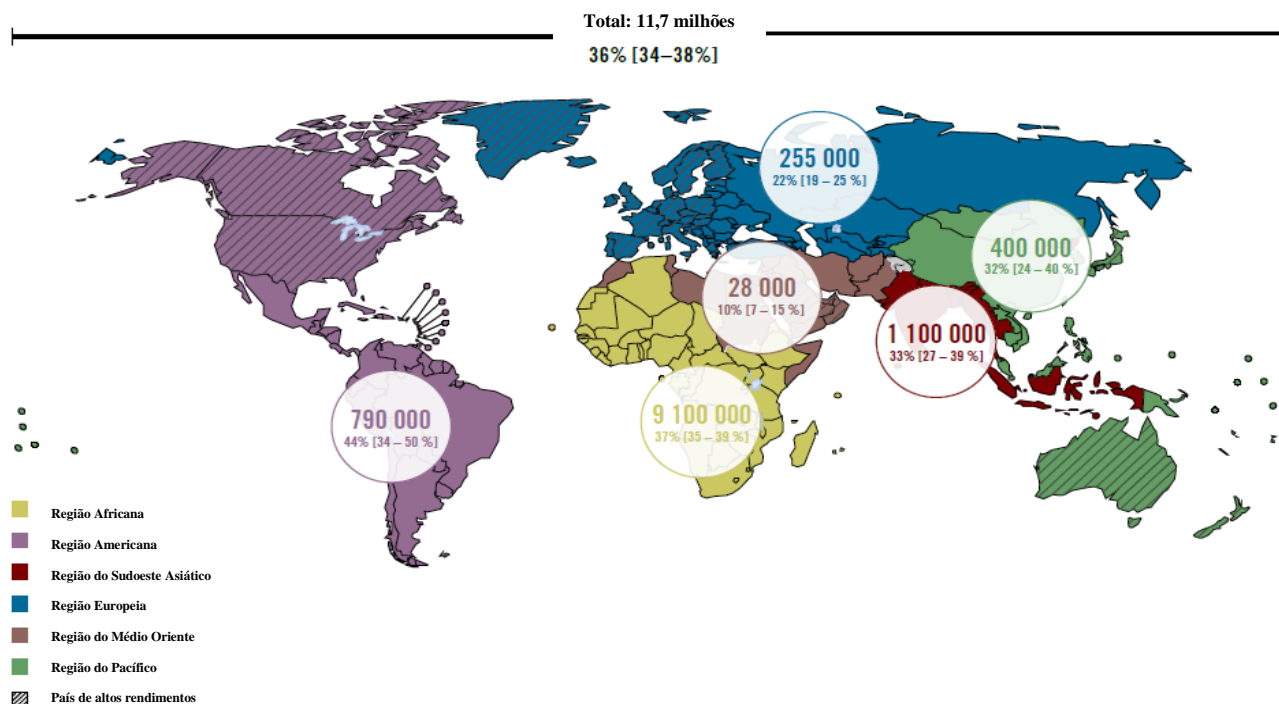 Total: 11,7 milhões
36% [34–38%]
255 000
22% [19 – 25 %]
400 000
32% [24 – 40 %]
28 000
10% [7 – 15 %]
1 100 000
33% [27 – 39 %]
790 000
44% [34 – 50 %]
9 100 000
37% [35 – 39 %]
Região Africana
Região Americana
Região do Sudoeste Asiático
Região Europeia
Região do Médio Oriente
Região do Pacífico
País de altos rendimentos